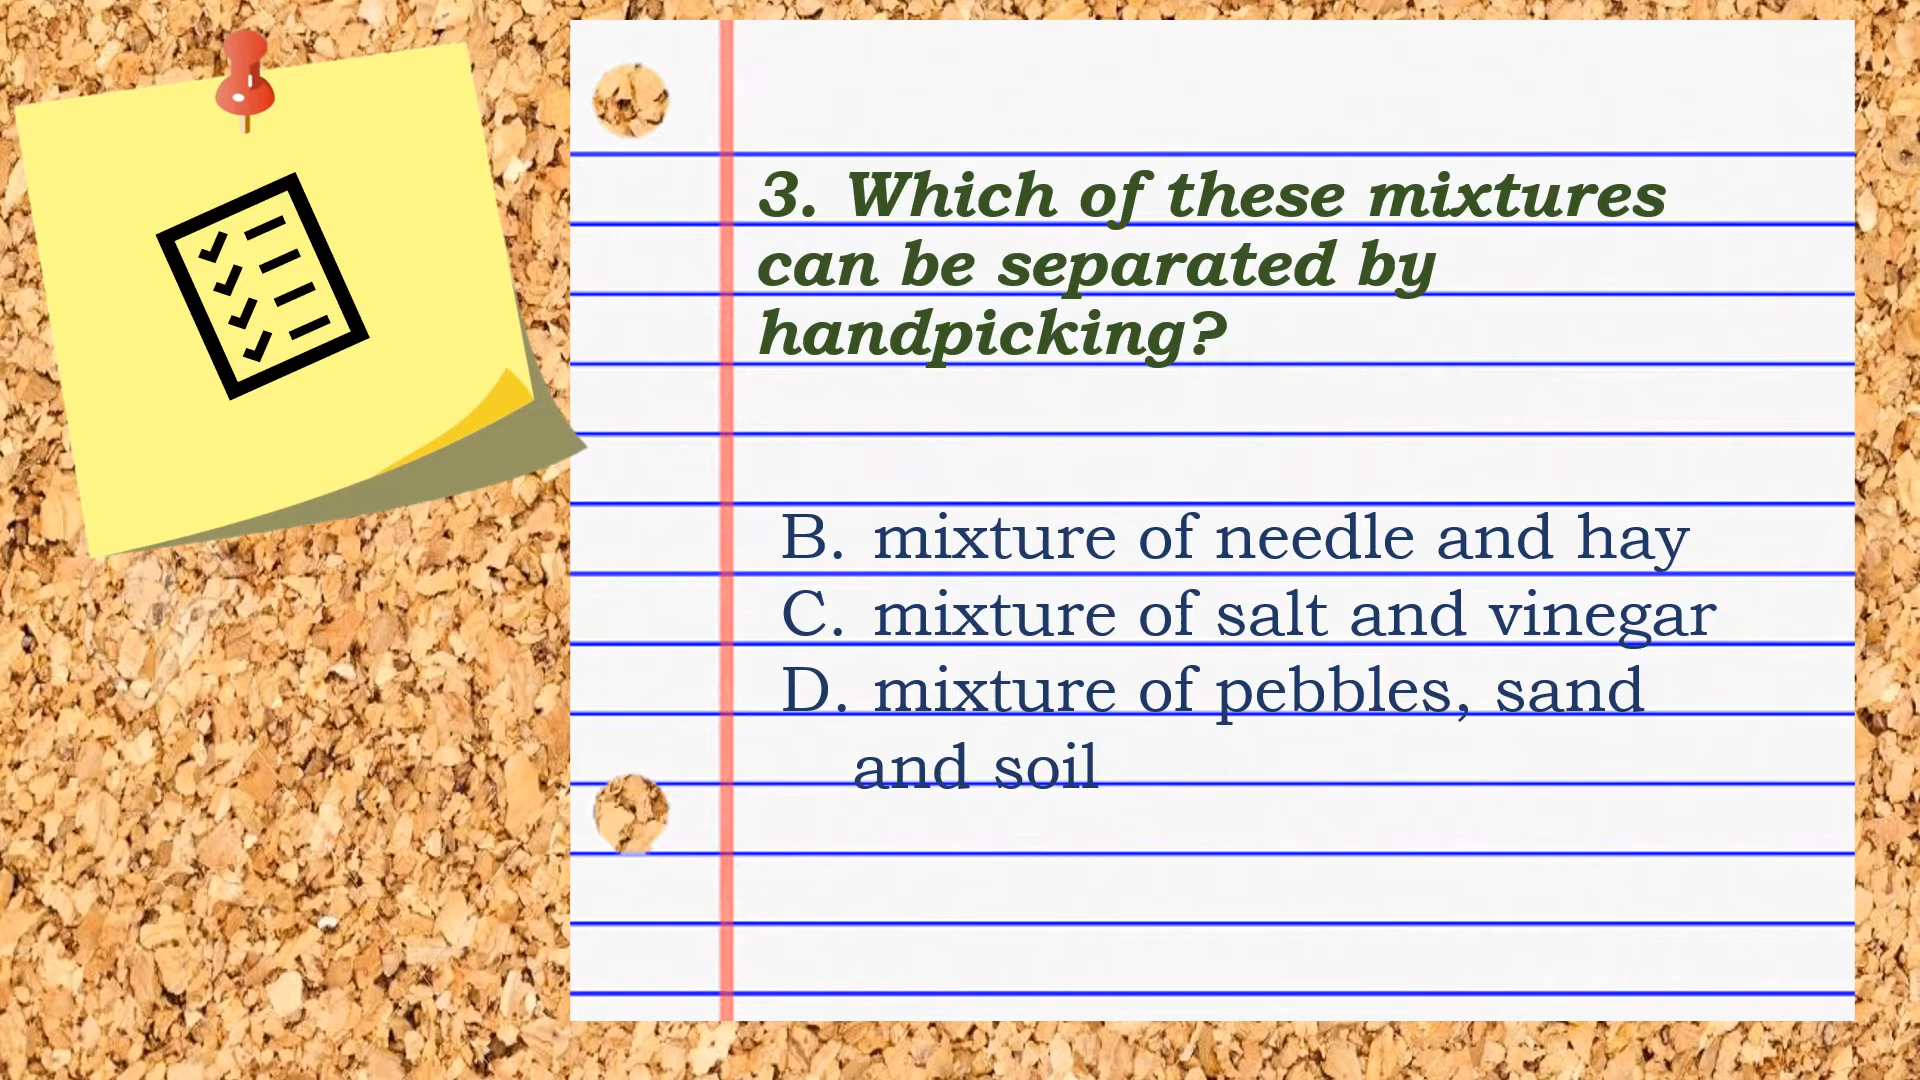 3. Which of these mixtures
can be separated by
handpicking?
B. mixture of needle and hay
C. mixture of salt and vinegar
D. mixture of pebbles, sand
and soil